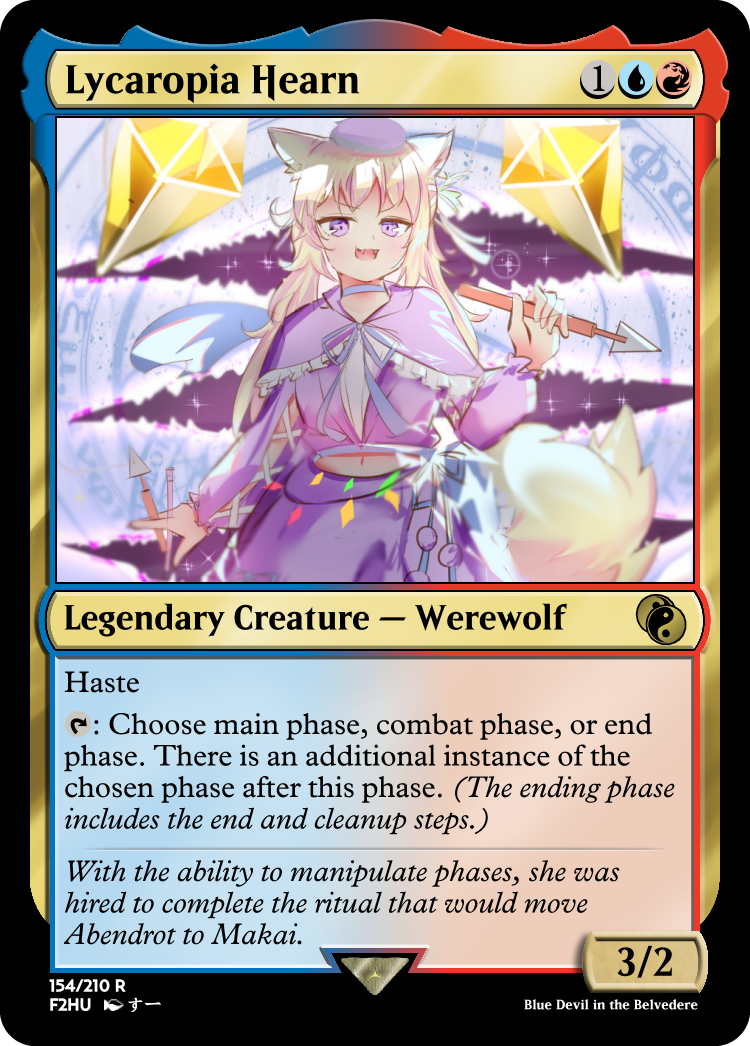 Lycaropia Hearn 1
Legendary Creature — Werewolf
Haste
: Choose main phase, combat phase, or end
phase. There is an additional instance of the
chosen phase after this phase. (The ending phase
includes the end and cleanup steps.)
With the ability to manipulate phases, she was
hired to complete the ritual that would move
Abendrot to Makai.
3/2
154/210 R
F2HU すー
Blue Devil in the Belvedere